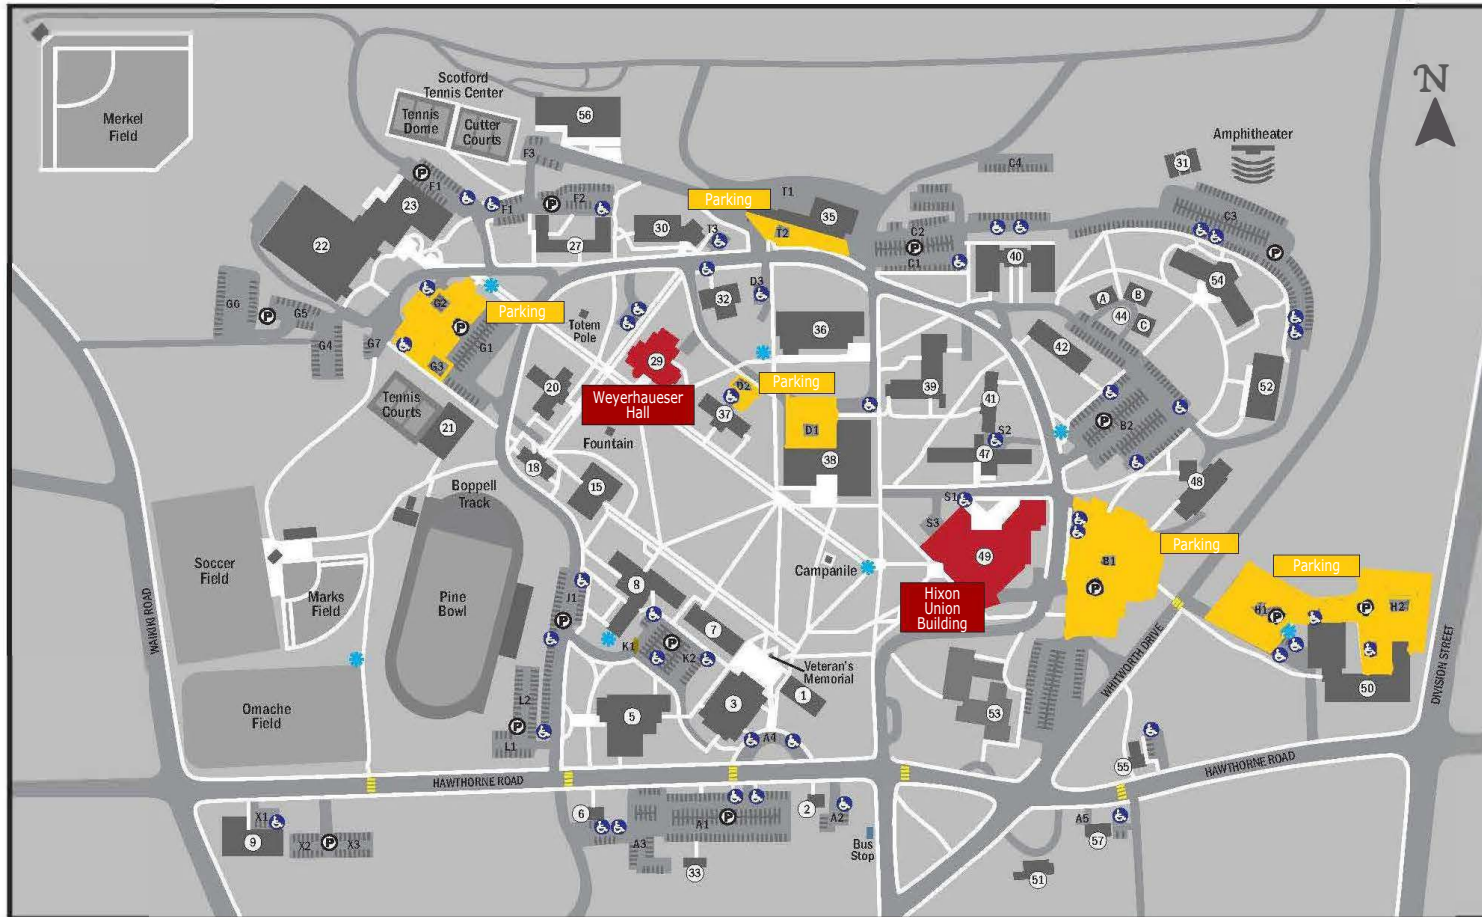 N
Scotford
Tennis Center
Merkel
Field
Tennis
Dome
Cutter
Courts
56
Amphitheater
F3
C4
31
P
F1
T1
Parking
23
F1
P
F2
30
35
T2
C2
C3
22
27
T3
P
C1
40
P
54
G6
G2
Parking
D3
32
A
B
44
C
P
G5
P
G4
G7
G1
G3
Totem
Pole
36
29
42
20
Weyerhaueser
Hall
D2
Parking
39
52
Tennis
Courts
21
37
41
P
B2
Fountain
D1
S2
18
38
47
Boppell
Track
15
48
S1
S3
Parking
Soccer
Field
Campanile
49
B1
Parking
Marks
Field
Pine
Bowl
8
J1
P
Hixon
Union
Building
P
H1
P
P
H2
WAIKIKI ROAD
7
K1
P
K2
Veteran's
Memorial
WHITWORTH DRIVE
DIVISION STREET
Omache
Field
L2
P
L1
5
3
1
A4
53
50
HAWTHORNE ROAD
55
HAWTHORNE ROAD
X1
9
X2
P
X3
6
A1
P
A3
33
2
A2
Bus
Stop
A5
57
51